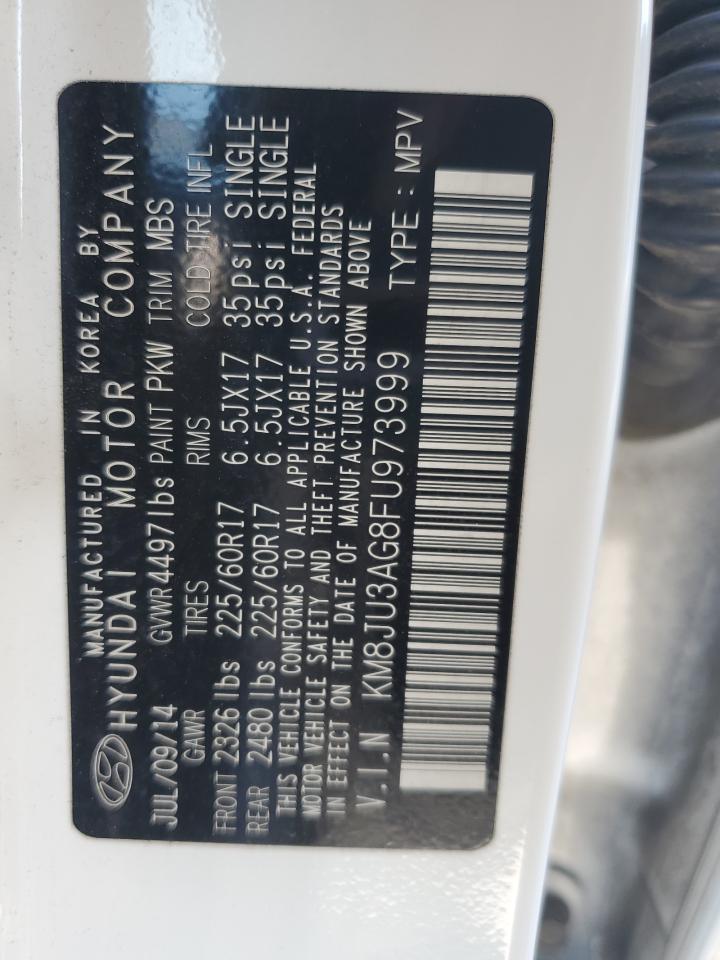 MANUFACTURED IN KOREA BY
HYUNDAI MOTOR COMPANY
JUL/09/14 GVWR 4497 lbs PAINT PKW TRIM MBS
GAWR TIRES RIMS COLD TIRE INFL
FRONT 2326 lbs 225/60R17 6.5JX17 35psi SINGLE
REAR 2480 lbs 225/60R17 6.5JX17 35psi SINGLE
THIS VEHICLE CONFORMS TO ALL APPLICABLE U.S.A. FEDERAL
MOTOR VEHICLE SAFETY AND THEFT PREVENTION STANDARDS
IN EFFECT ON THE DATE OF MANUFACTURE SHOWN ABOVE
V.I.N KM8JU3AG8FU973999 TYPE : MPV